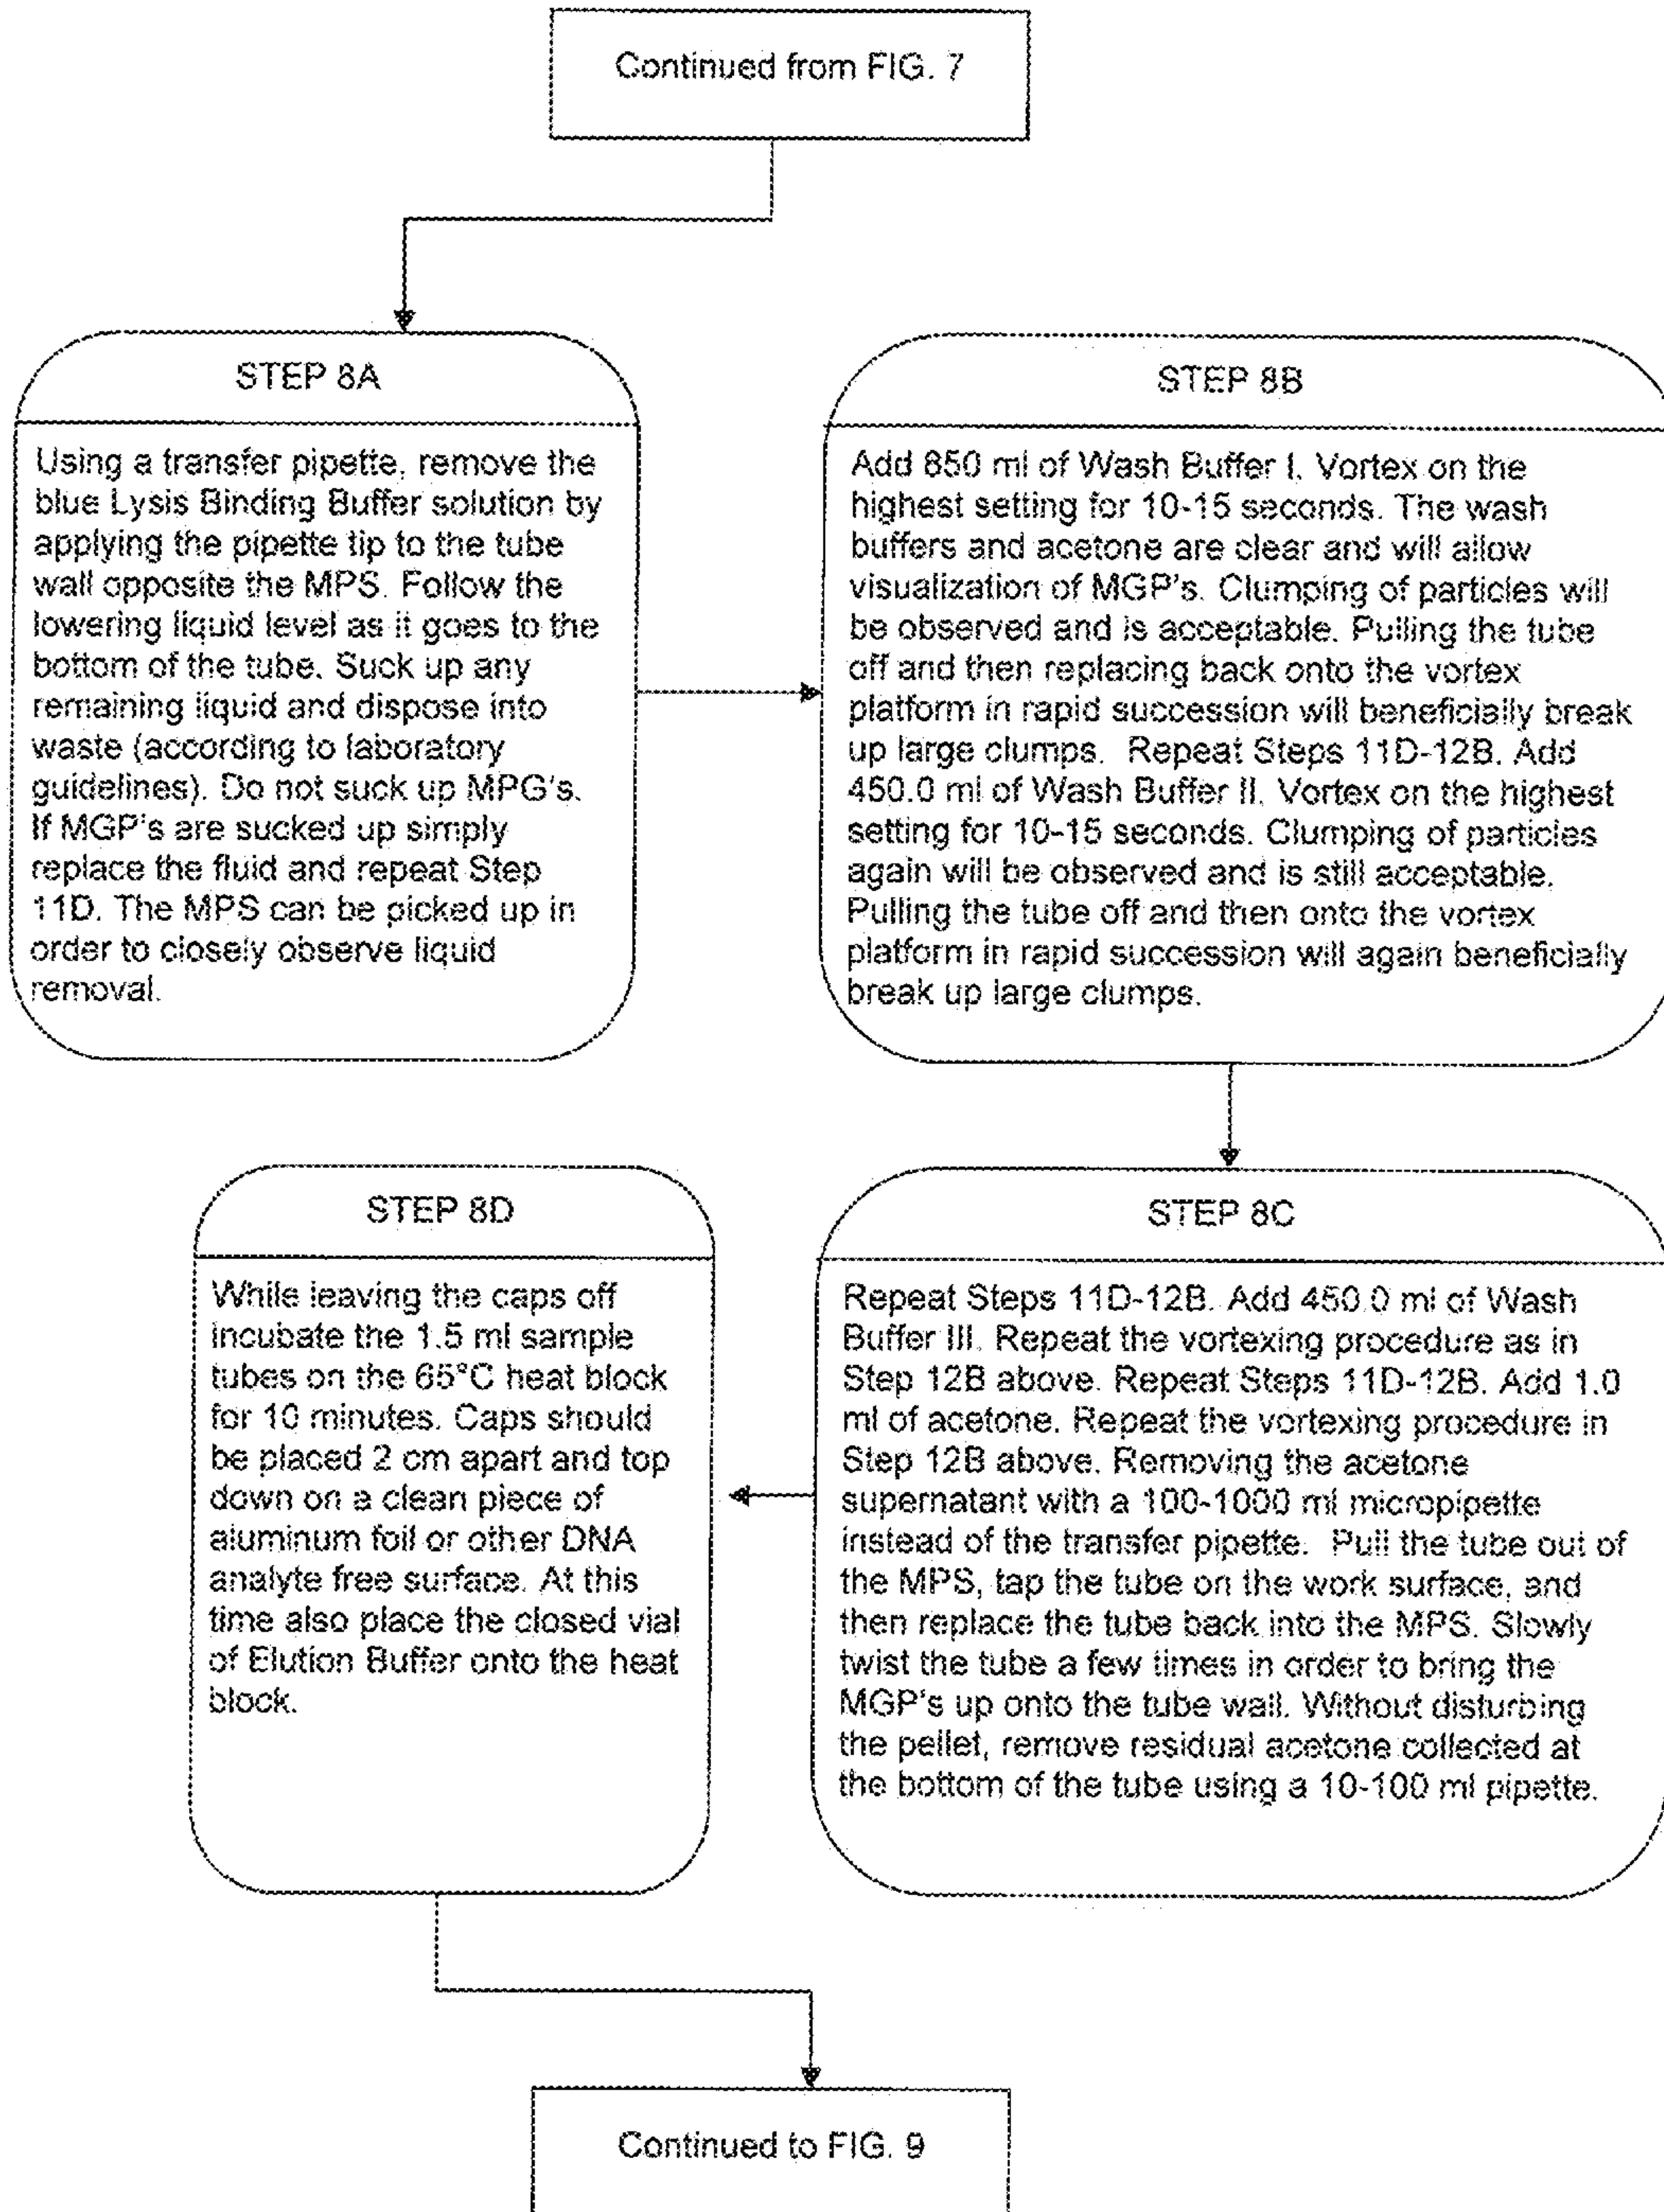 Continued from FIG. 7
STEP 8A
Using a transfer pipette, remove the
blue Lysis Binding Buffer solution by
applying the pipette tip to the tube
wall opposite the MPS. Follow the
lowering liquid level as it goes to the
bottom of the tube. Suck up any
remaining liquid and dispose into
waste (according to laboratory
guidelines). Do not suck up MPG's.
If MGP's are sucked up simply
replace the fluid and repeat Step
11D. The MPS can be picked up in
order to closely observe liquid
removal.
STEP 8B
Add 850 ml of Wash Buffer I. Vortex on the
highest setting for 10-15 seconds. The wash
buffers and acetone are clear and will allow
visualization of MGP's. Clumping of particles will
be observed and is acceptable. Pulling the tube
off and then replacing back onto the vortex
platform in rapid succession will beneficially break
up large clumps. Repeat Steps 11D-12B. Add
450.0 ml of Wash Buffer II. Vortex on the highest
setting for 10-15 seconds. Clumping of particles
again will be observed and is still acceptable.
Pulling the tube off and then onto the vortex
platform in rapid succession will again beneficially
break up large clumps.
STEP 8C
Repeat Steps 11D-12B. Add 450.0 ml of Wash
Buffer III. Repeat the vortexing procedure as in
Step 12B above. Repeat Steps 11D-12B. Add 1.0
ml of acetone. Repeat the vortexing procedure in
Step 12B above. Removing the acetone
supernatant with a 100-1000 ml micropipette
instead of the transfer pipette. Pull the tube out of
the MPS, tap the tube on the work surface, and
then replace the tube back into the MPS. Slowly
twist the tube a few times in order to bring the
MGP's up onto the tube wall. Without disturbing
the pellet, remove residual acetone collected at
the bottom of the tube using a 10-100 ml pipette.
STEP 8D
While leaving the caps off
incubate the 1.5 ml sample
tubes on the 65°C heat block
for 10 minutes. Caps should
be placed 2 cm apart and top
down on a clean piece of
aluminum foil or other DNA
analyte free surface. At this
time also place the closed vial
of Elution Buffer onto the heat
block.
Continued to FIG. 9